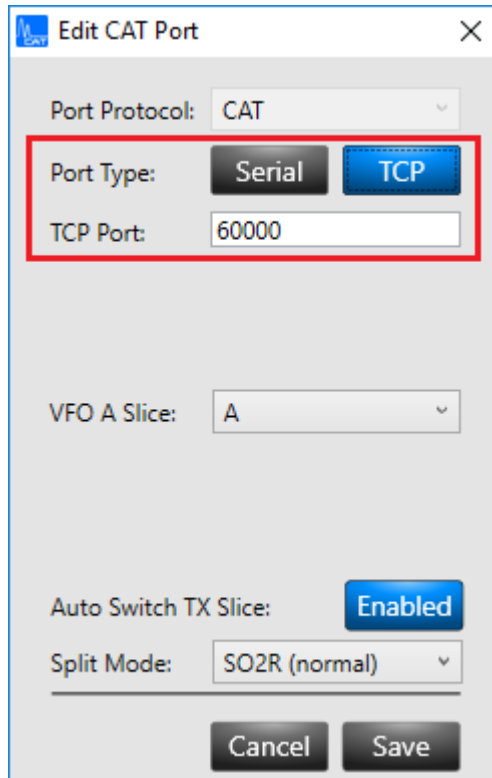 CAT
Edit CAT Port
Port Protocol: CAT
Port Type: Serial TCP
TCP Port: 60000
VFO A Slice: A
Auto Switch TX Slice: Enabled
Split Mode: SO2R (normal)
Cancel Save